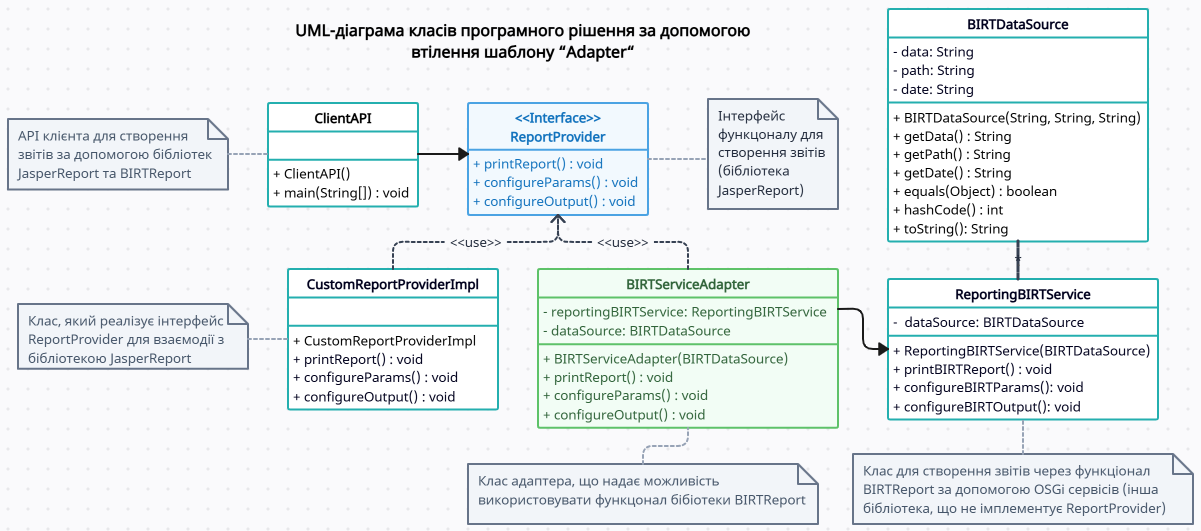 UML-діаграма класів програмного рішення за допомогою
втілення шаблону “Adapter“
API клієнта для створення
звітів за допомогою бібліотек
JasperReport та BIRTReport
ClientAPI
+ ClientAPI()
+ main(String[]) : void
<<Interface>>
ReportProvider
+ printReport() : void
+ configureParams() : void
+ configureOutput() : void
Інтерфейс
функционалу для
створення звітів
(бібліотека
JasperReport)
BIRTDataSource
- data: String
- path: String
- date: String
+ BIRTDataSource(String, String, String)
+ getData() : String
+ getPath() : String
+ getDate() : String
+ equals(Object) : boolean
+ hashCode() : int
+ toString(): String
<<use>>
<<use>>
Клас, який реалізує інтерфейс
ReportProvider для взаємодії з
бібліотекою JasperReport
CustomReportProviderImpl
+ CustomReportProviderImpl
+ printReport() : void
+ configureParams() : void
+ configureOutput() : void
BIRTServiceAdapter
- reportingBIRTService: ReportingBIRTService
- dataSource: BIRTDataSource
+ BIRTServiceAdapter(BIRTDataSource)
+ printReport() : void
+ configureParams() : void
+ configureOutput() : void
ReportingBIRTService
- dataSource: BIRTDataSource
+ ReportingBIRTService(BIRTDataSource)
+ printBIRTReport() : void
+ configureBIRTParams(): void
+ configureBIRTOutput(): void
Клас адаптера, що надає можливість
використовувати функционал бібіотеки BIRTReport
Клас для створення звітів через функціонал
BIRTReport за допомогою OSGi сервісів (інша
бібліотека, що не імплементує ReportProvider)